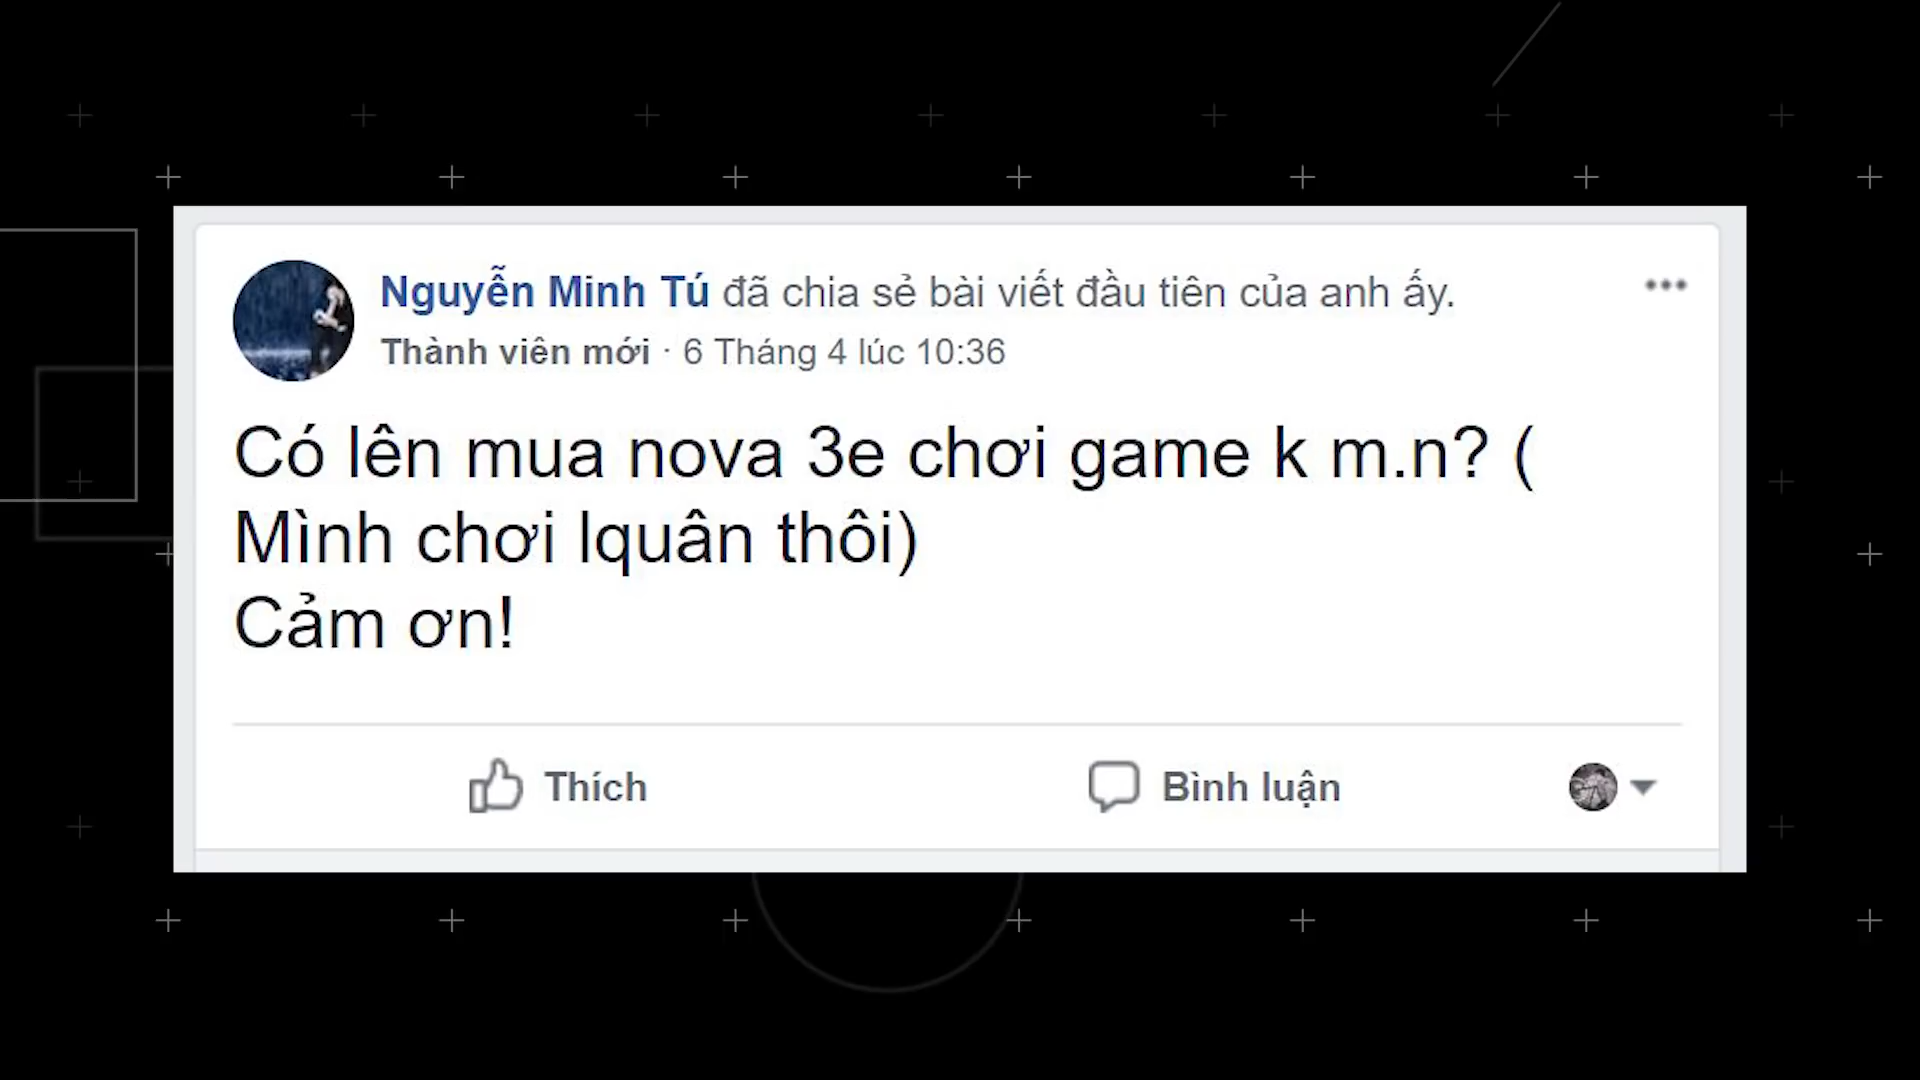 Nguyễn Minh Tú đã chia sẻ bài viết đầu tiên của anh ấy.
Thành viên mới · 6 Tháng 4 lúc 10:36
Có lên mua nova 3e chơi game k m.n? (
Mình chơi lquân thôi)
Cảm ơn!
Thích
Bình luận